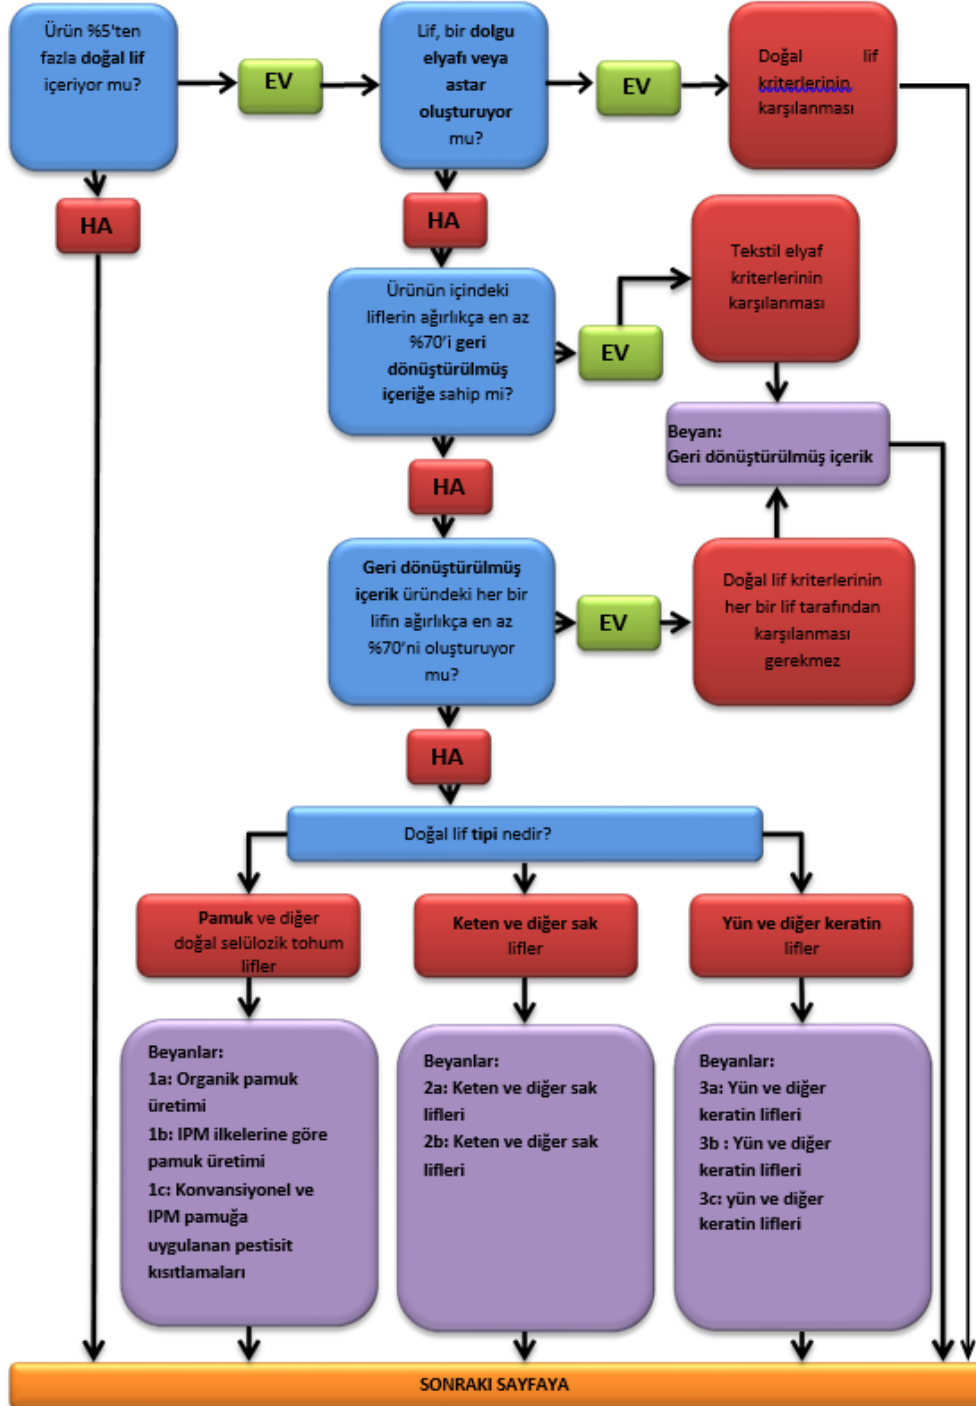 Ürün %5'ten
fazla doğal lif
içeriyor mu?
EV
Lif, bir dolgu
elyafı veya
astar
oluşturuyor
mu?
EV
Doğal lif
kriterlerinin
karşılanması
HA
HA
Ürünün içindeki
liflerin ağırlıkça en az
%70’i geri
dönüştürülmüş
içeriğe sahip mi?
EV
Tekstil elyaf
kriterlerinin
karşılanması
Beyan:
Geri dönüştürülmüş içerik
HA
Geri dönüştürülmüş
içerik üründeki her bir
lifin ağırlıkça en az
%70’ni oluşturuyor
mu?
EV
Doğal lif kriterlerinin
her bir lif tarafından
karşılanması
gerekmez
HA
Doğal lif tipi nedir?
Pamuk ve diğer
doğal selülozik tohum
lifler
Keten ve diğer sak
lifler
Yün ve diğer keratin
lifler
Beyanlar:
1a: Organik pamuk
üretimi
1b: IPM ilkelerine göre
pamuk üretimi
1c: Konvansiyonel ve
IPM pamuğa
uygulanan pestisit
kısıtlamaları
Beyanlar:
2a: Keten ve diğer sak
lifleri
2b: Keten ve diğer sak
lifleri
Beyanlar:
3a: Yün ve diğer
keratin lifleri
3b : Yün ve diğer
keratin lifleri
3c: yün ve diğer
keratin lifleri
SONRAKI SAYFAYA